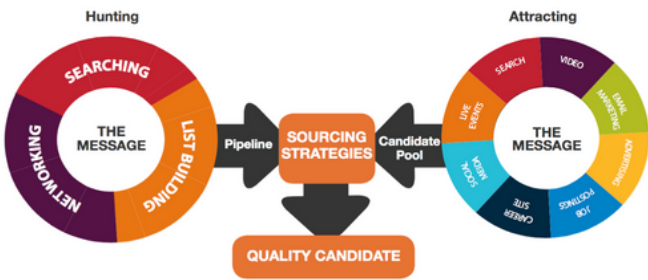 Hunting
Attracting
SEARCHING
NETWORKING
LIST BUILDING
THE
MESSAGE
Pipeline
SOURCING
STRATEGIES
Candidate
Pool
SEARCH
VIDEO
EMAIL
MARKETING
ADVERTISING
JOB
POSTINGS
CAREER
SITE
SOCIAL
MEDIA
LIVE
EVENTS
THE
MESSAGE
QUALITY CANDIDATE